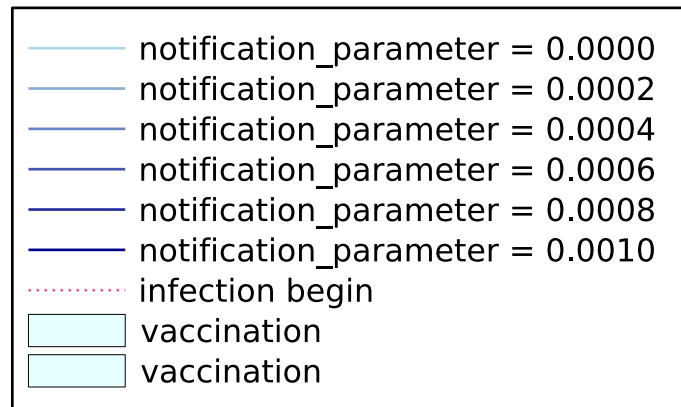 notification_parameter = 0.0000
notification_parameter = 0.0002
notification_parameter = 0.0004
notification_parameter = 0.0006
notification_parameter = 0.0008
notification_parameter = 0.0010
infection begin
vaccination
vaccination